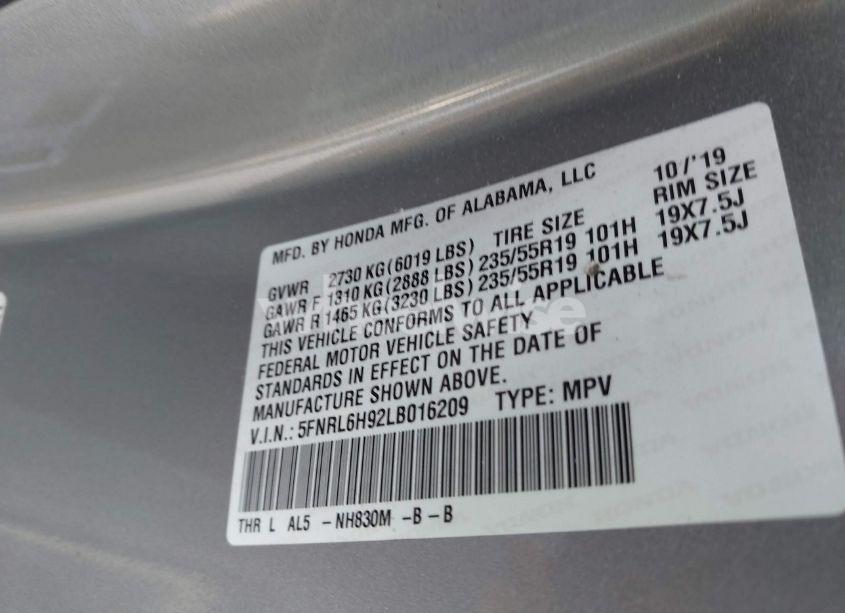 MFD. BY HONDA MFG. OF ALABAMA, LLC 10/'19
GVWR 2730 KG (6019 LBS) TIRE SIZE RIM SIZE
GAWR F 1310 KG (2888 LBS) 235/55R19 101H 19X7.5J
GAWR R 1465 KG (3230 LBS) 235/55R19 101H 19X7.5J
THIS VEHICLE CONFORMS TO ALL APPLICABLE
FEDERAL MOTOR VEHICLE SAFETY
STANDARDS IN EFFECT ON THE DATE OF
MANUFACTURE SHOWN ABOVE.
V.I.N.: 5FNRL6H92LB016209 TYPE: MPV
THR L AL5 -NH830M -B-B